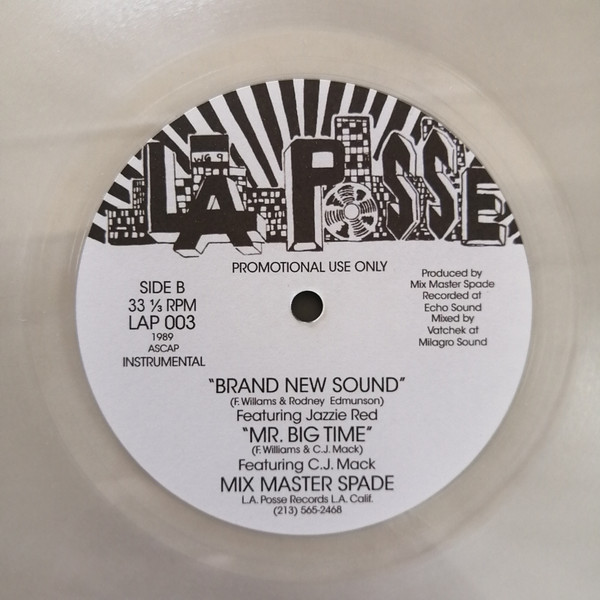 L.A. POSSE
PROMOTIONAL USE ONLY
SIDE B
33 ⅓ RPM
LAP 003
1989
ASCAP
INSTRUMENTAL
Produced by
Mix Master Spade
Recorded at
Echo Sound
Mixed by
Vatchek at
Milagro Sound
"BRAND NEW SOUND"
(F. Willams & Rodney Edmunson)
Featuring Jazzie Red
"MR. BIG TIME"
(F. Williams & C.J. Mack)
Featuring C.J. Mack
MIX MASTER SPADE
L.A. Posse Records L.A. Calif.
(213) 565-2468